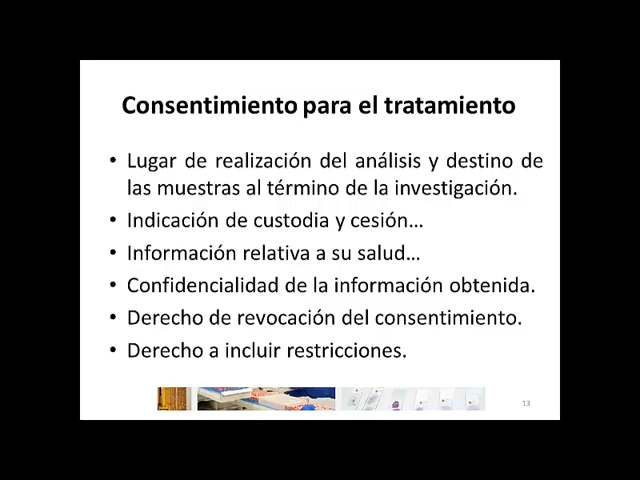 Consentimiento para el tratamiento
• Lugar de realización del análisis y destino de
las muestras al término de la investigación.
• Indicación de custodia y cesión…
• Información relativa a su salud…
• Confidencialidad de la información obtenida.
• Derecho de revocación del consentimiento.
• Derecho a incluir restricciones.
13